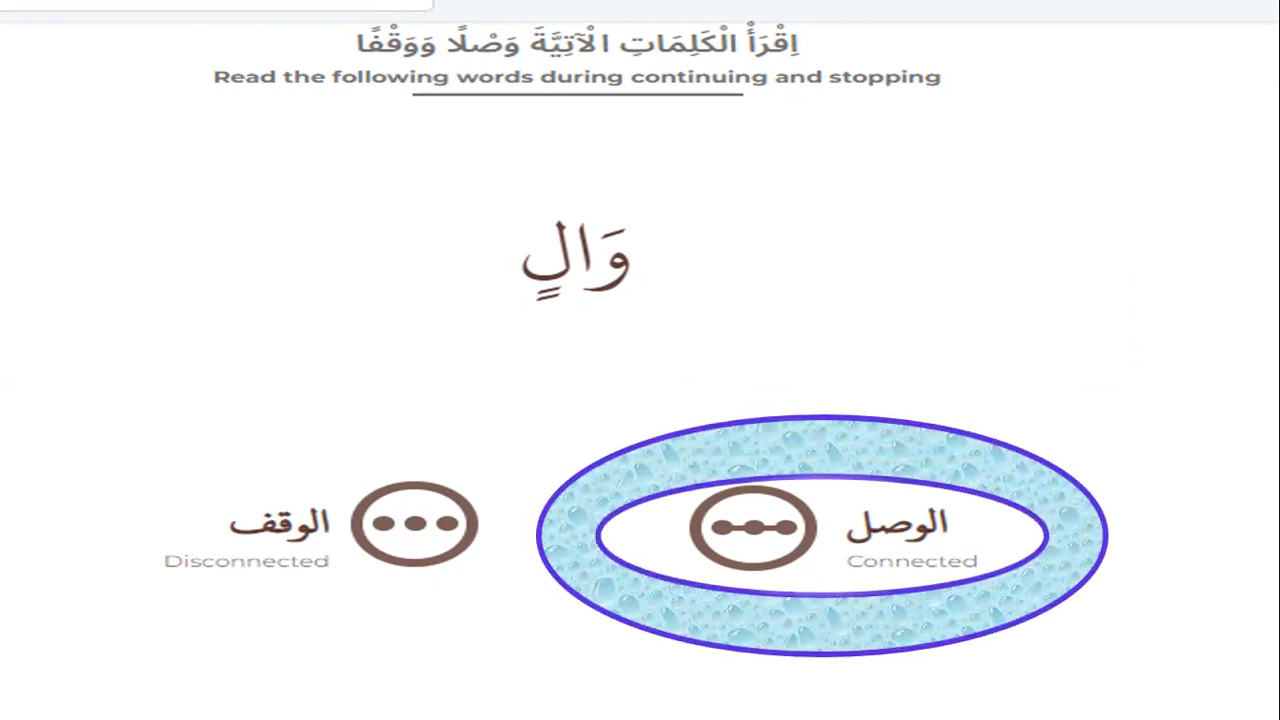 اِقْرَأْ الْكَلِمَاتِ الْآتِيَّةَ وَصْلًا وَوَقْفًا
Read the following words during continuing and stopping
وَالٍ
الوصل
Connected
الوقف
Disconnected